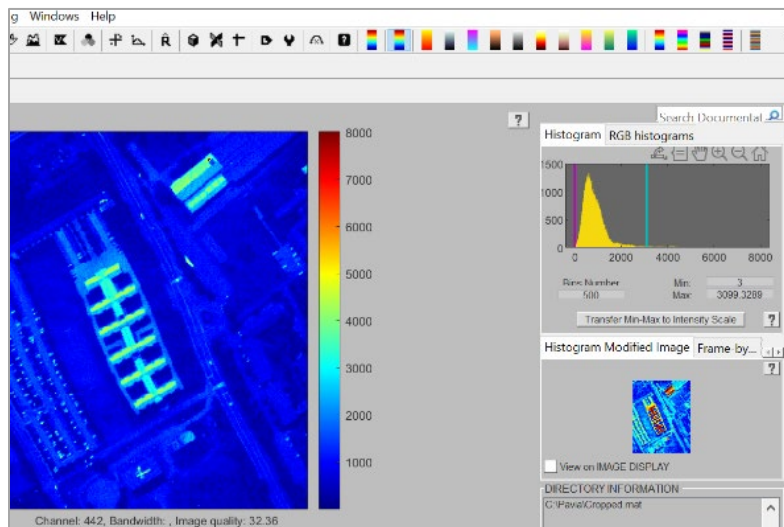 g Windows Help
Search Documentat
Histogram RGB histograms
8000
7000
6000
5000
4000
3000
2000
1000
1500
1000
500
0
0 2000 4000 6000 8000
Bins Number
500
Min: 3
Max: 3099.3289
Transfer Min-Max to Intensity Scale
Histogram Modified Image Frame-by...
View on IMAGE DISPLAY
DIRECTORY INFORMATION
C:\Pavia\Cropped mat
Channel: 442, Bandwidth: , Image quality: 32.36